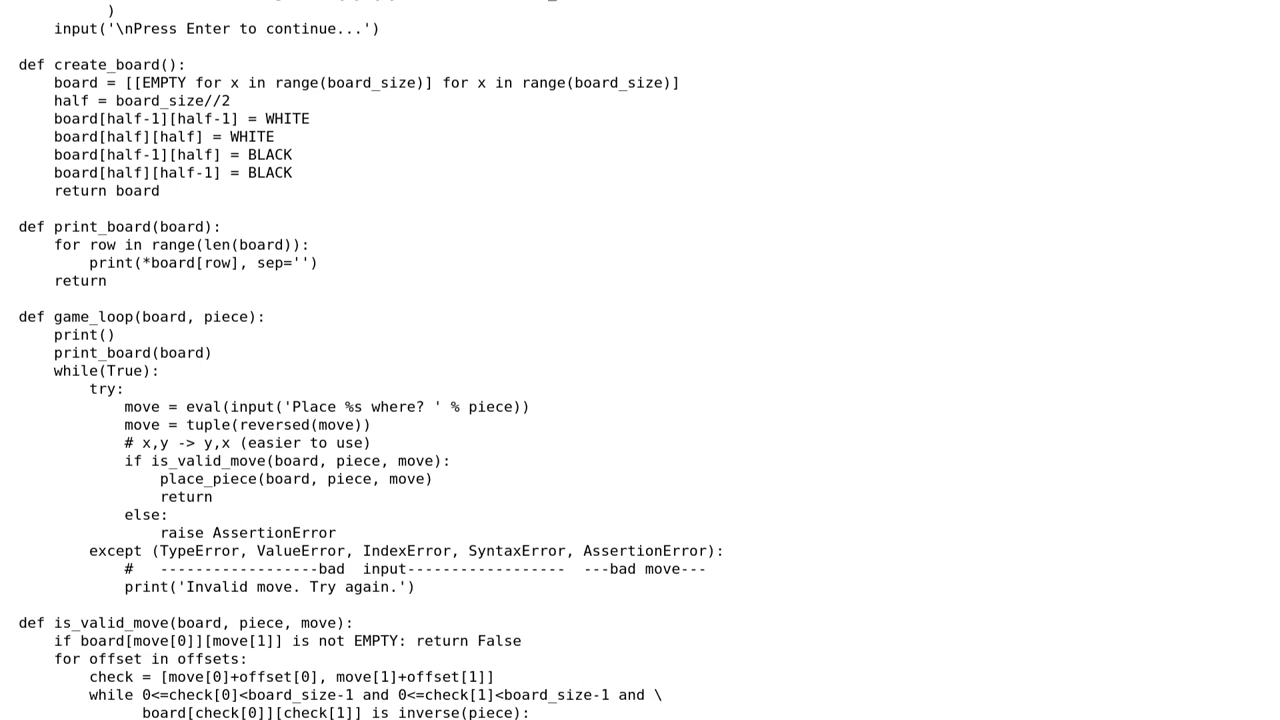 )
input('\nPress Enter to continue...')
def create_board():
board = [[EMPTY for x in range(board_size)] for x in range(board_size)]
half = board_size//2
board[half-1][half-1] = WHITE
board[half][half] = WHITE
board[half-1][half] = BLACK
board[half][half-1] = BLACK
return board
def print_board(board):
for row in range(len(board)):
print(*board[row], sep='')
return
def game_loop(board, piece):
print()
print_board(board)
while(True):
try:
move = eval(input('Place %s where? ' % piece))
move = tuple(reversed(move))
# x,y -> y,x (easier to use)
if is_valid_move(board, piece, move):
place_piece(board, piece, move)
return
else:
raise AssertionError
except (TypeError, ValueError, IndexError, SyntaxError, AssertionError):
#   ------------------bad  input------------------  ---bad move---
print('Invalid move. Try again.')
def is_valid_move(board, piece, move):
if board[move[0]][move[1]] is not EMPTY: return False
for offset in offsets:
check = [move[0]+offset[0], move[1]+offset[1]]
while 0<=check[0]<board_size-1 and 0<=check[1]<board_size-1 and \
board[check[0]][check[1]] is inverse(piece):